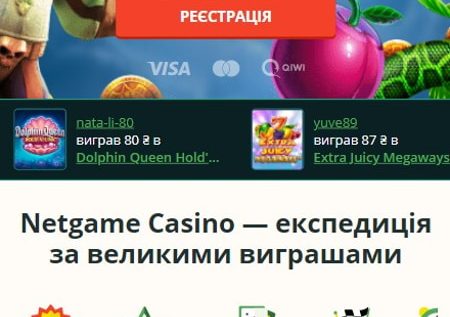 РЕЄСТРАЦІЯ
VISA QIWI
nata-li-80
виграв 80 ₴ в
Dolphin Queen Hold'...
yuve89
виграв 87 ₴ в
Extra Juicy Megaways
Netgame Casino — експедиція
за великими виграшами